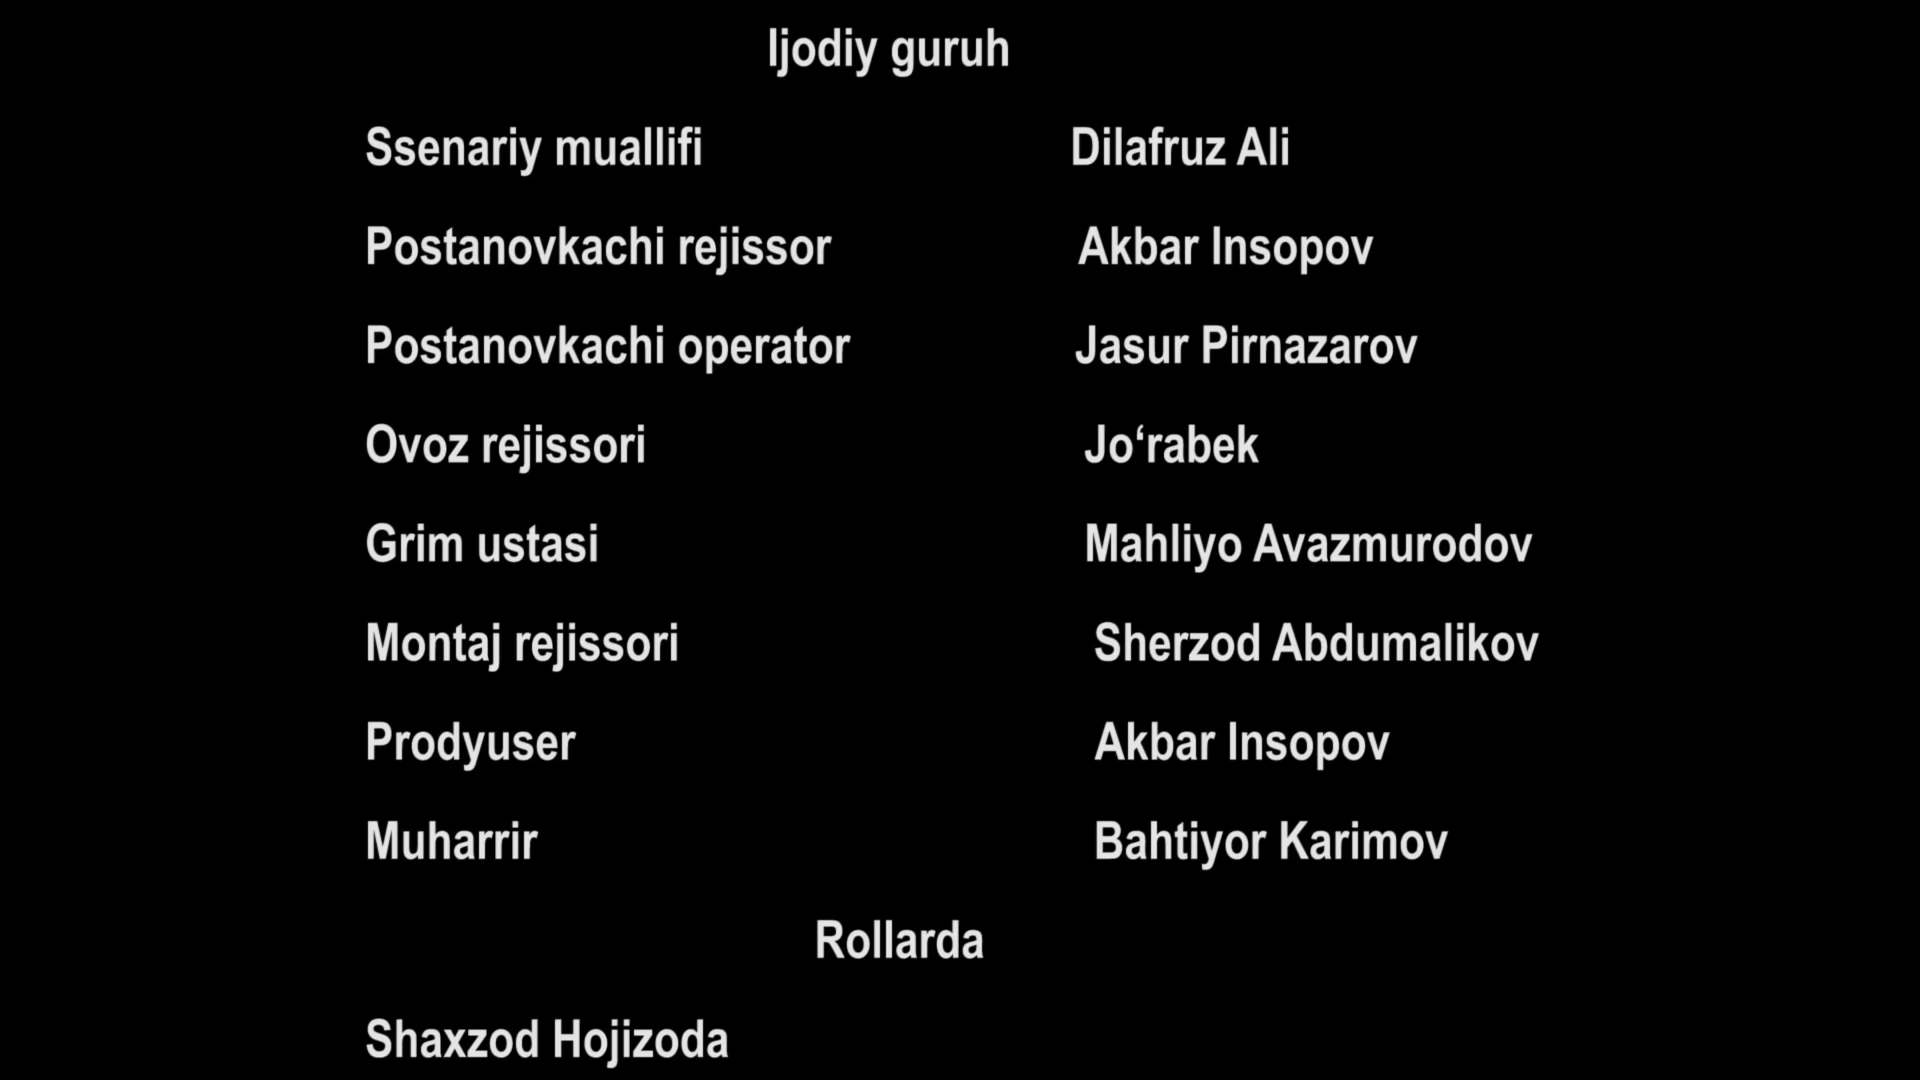 Ijodiy guruh
Ssenariy muallifi Dilafruz Ali
Postanovkachi rejissor Akbar Insopov
Postanovkachi operator Jasur Pirnazarov
Ovoz rejissori Jo‘rabek
Grim ustasi Mahliyo Avazmurodov
Montaj rejissori Sherzod Abdumalikov
Prodyuser Akbar Insopov
Muharrir Bahtiyor Karimov
Rollarda
Shaxzod Hojizoda